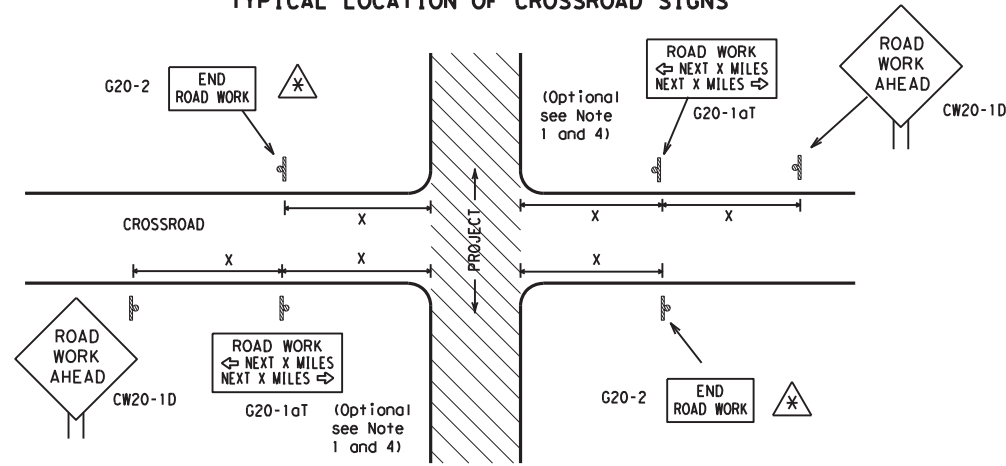 TYPICAL LOCATION OF CROSSROAD SIGNS
G20-2
END
ROAD WORK
*
(Optional
see Note
1 and 4)
ROAD WORK
⇦ NEXT X MILES
NEXT X MILES ⇨
G20-1aT
ROAD
WORK
AHEAD
CW20-1D
CROSSROAD
X
X
X
PROJECT
X
X
X
ROAD
WORK
AHEAD
CW20-1D
ROAD WORK
⇦ NEXT X MILES
NEXT X MILES ⇨
G20-1aT
(Optional
see Note
1 and 4)
G20-2
END
ROAD WORK
*